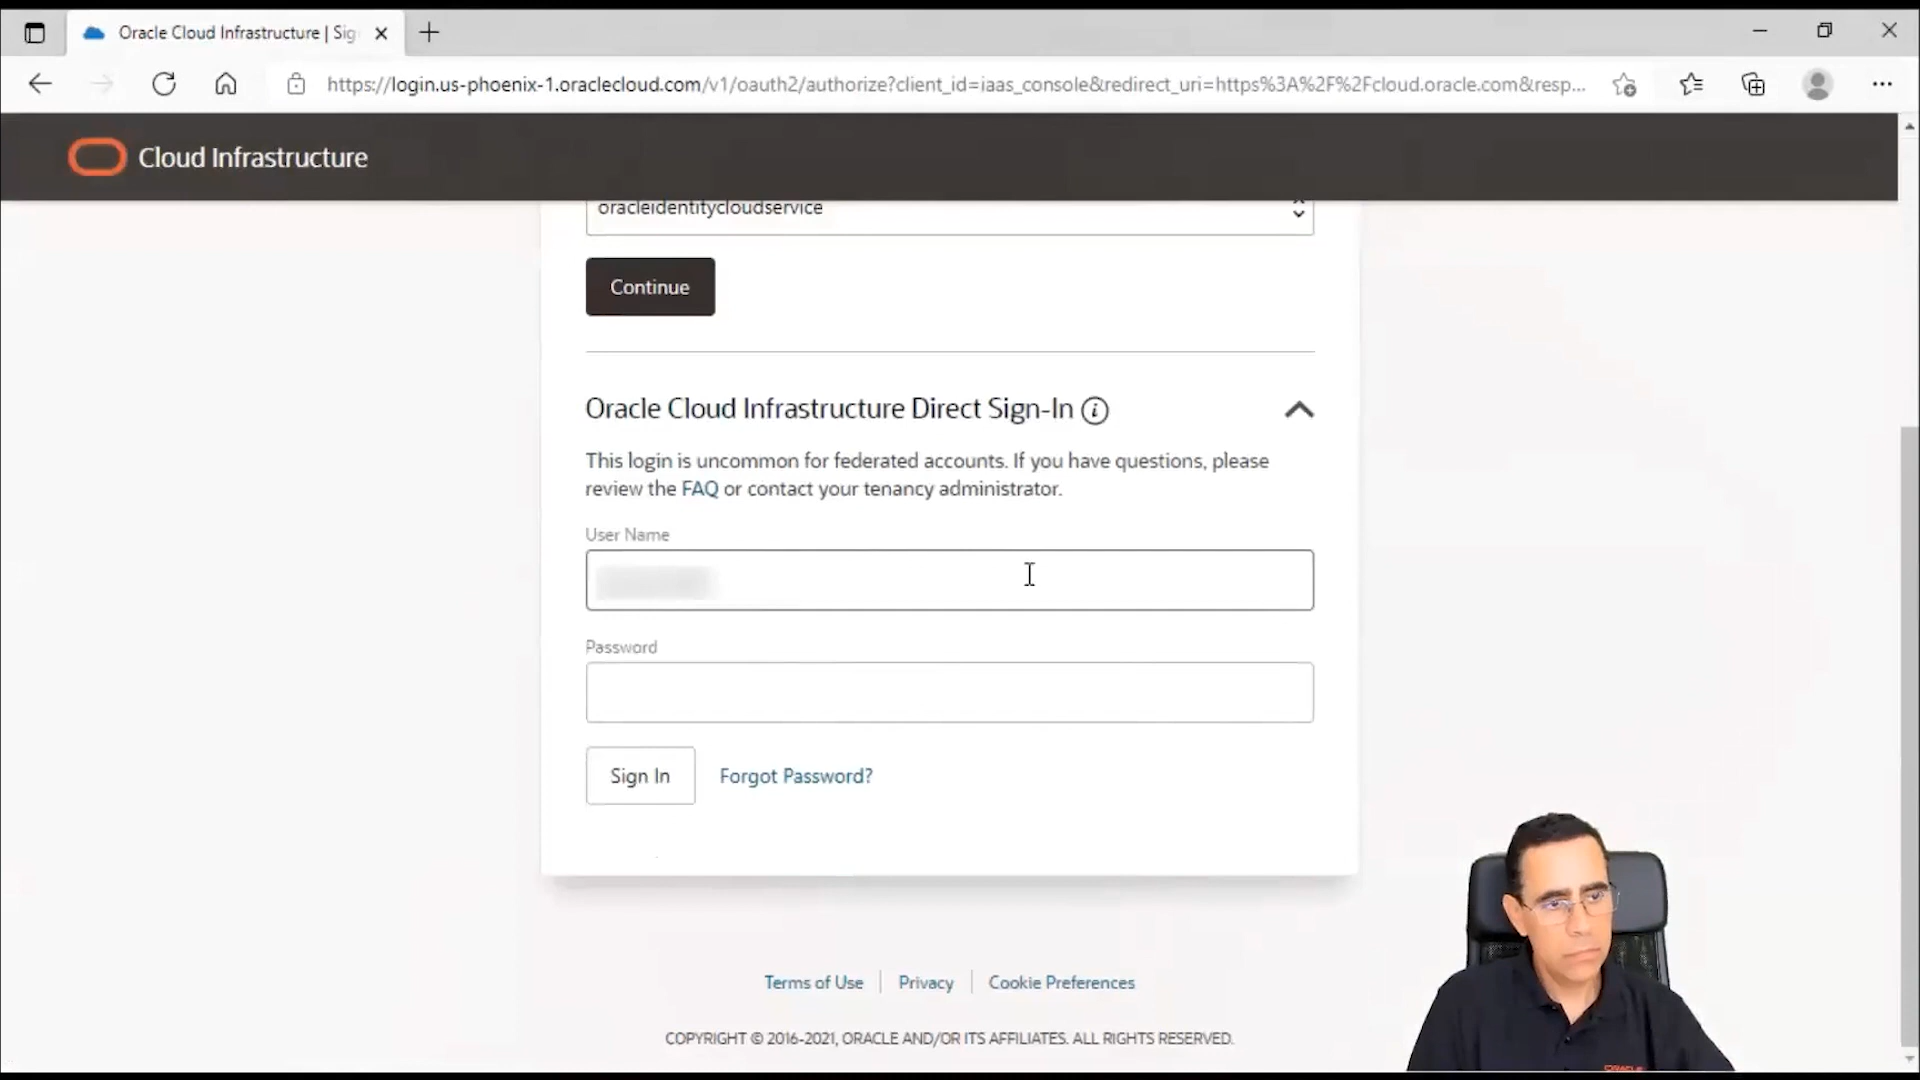 Oracle Cloud Infrastructure | Sig
https://login.us-phoenix-1.oraclecloud.com/v1/oauth2/authorize?client_id=iaas_console&redirect_uri=https%3A%2F%2Fcloud.oracle.com&resp...
Cloud Infrastructure
oracleidentitycloudservice
Continue
Oracle Cloud Infrastructure Direct Sign-In
This login is uncommon for federated accounts. If you have questions, please
review the FAQ or contact your tenancy administrator.
User Name
Password
Sign In
Forgot Password?
Terms of Use
Privacy
Cookie Preferences
COPYRIGHT © 2016-2021, ORACLE AND/OR ITS AFFILIATES. ALL RIGHTS RESERVED.
ORACLE